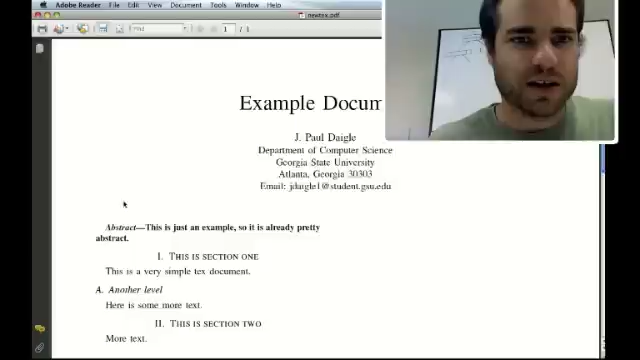 Adobe Reader File Edit View Document Tools Window Help
newtex.pdf
Find
1 / 1
Example Docum
J. Paul Daigle
Department of Computer Science
Georgia State University
Atlanta, Georgia 30303
Email: jdaigle1@student.gsu.edu
Abstract—This is just an example, so it is already pretty
abstract.
I. THIS IS SECTION ONE
This is a very simple tex document.
A. Another level
Here is some more text.
II. THIS IS SECTION TWO
More text.